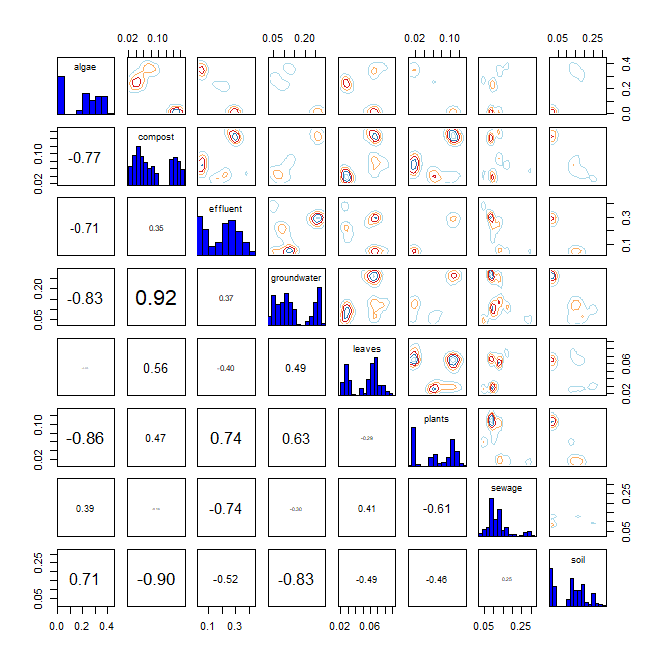 0.02 0.10 0.05 0.20 0.02 0.10 0.05 0.25
algae 0.0 0.2 0.4
0.02 0.10 -0.77 compost
-0.71 0.35 effluent 0.1 0.3
0.05 0.20 -0.83 0.92 0.37 groundwater
0.56 -0.40 0.49 leaves 0.02 0.06
0.02 0.10 -0.86 0.47 0.74 0.63 -0.29 plants
0.39 -0.74 -0.30 0.41 -0.61 sewage 0.05 0.25
0.05 0.25 0.71 -0.90 -0.52 -0.83 -0.49 -0.46 0.25 soil
0.0 0.2 0.4 0.1 0.3 0.02 0.06 0.05 0.25